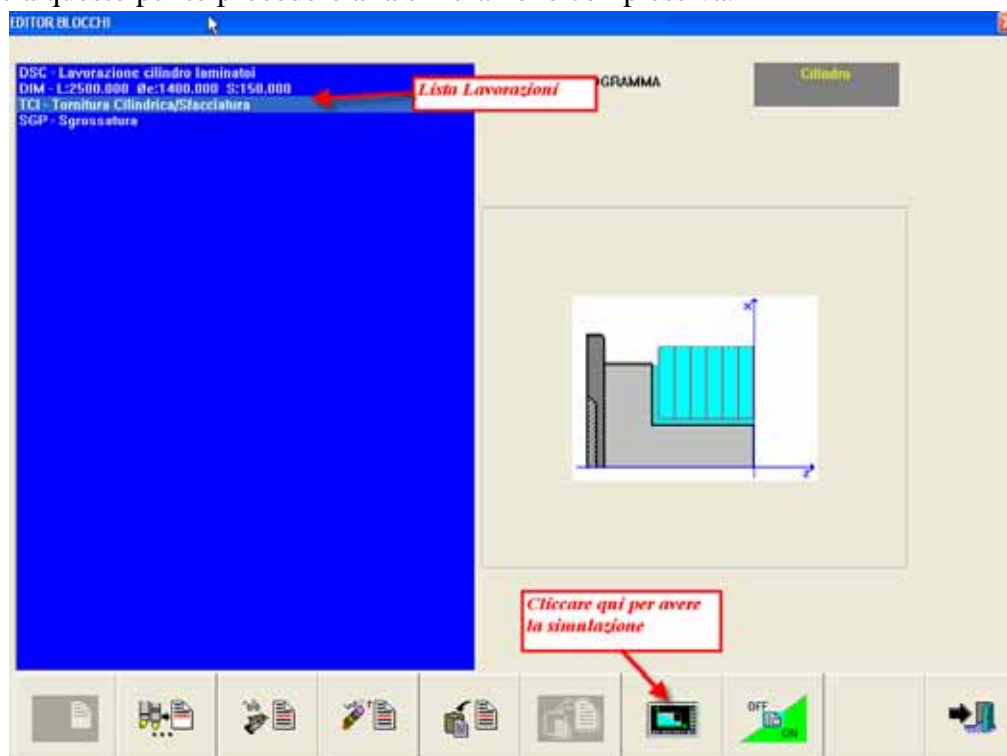 EDITOR BLOCCHI
DSC - Lavorazione cilindro laminatoi
DIM - L:2500.000 Øe:1400.000 S:150.000
TCI - Tornitura Cilindrica/Sfacciatura
SGP - Sgrossatura
Lista Lavorazioni
OGRAMMA
Cilindro
X
Z
Cliccare qui per avere
la simulazione
OFF
ON